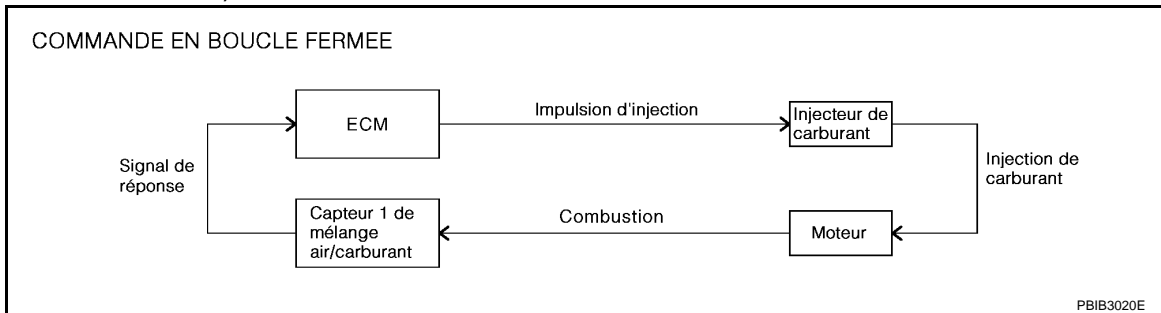 COMMANDE EN BOUCLE FERMEE
ECM
Impulsion d'injection
Injecteur de
carburant
Signal de
réponse
Injection de
carburant
Capteur 1 de
mélange
air/carburant
Combustion
Moteur
PBIB3020E